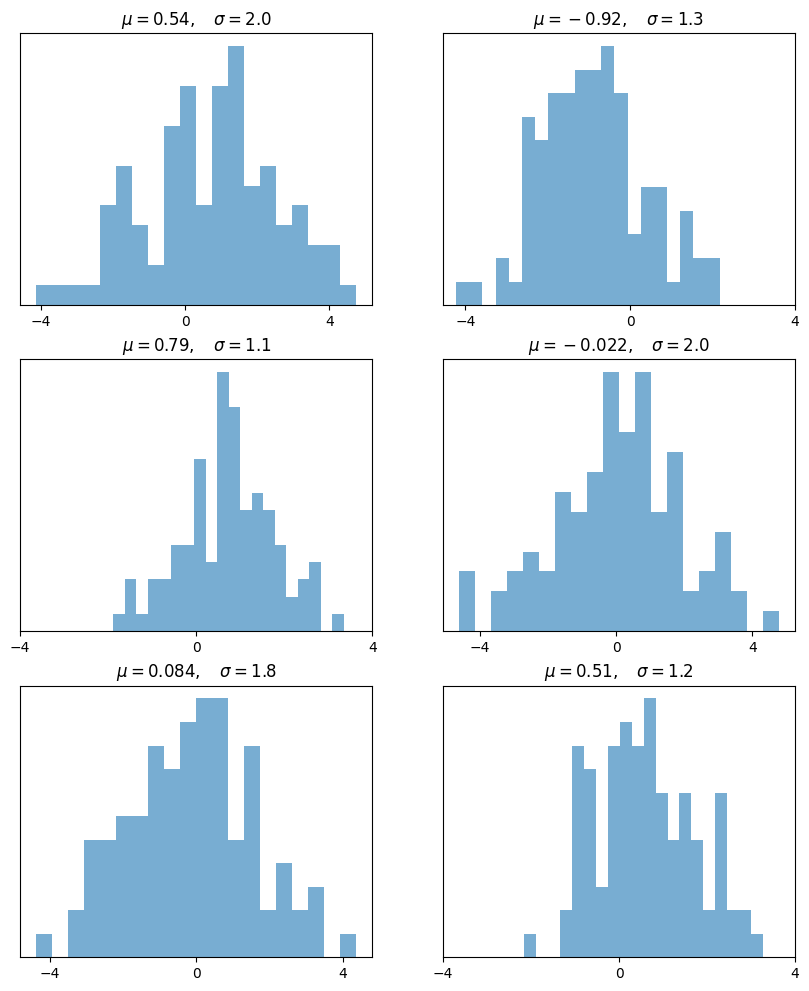 μ = 0.54,   σ = 2.0
μ = −0.92,   σ = 1.3
−4 0 4
−4 0 4
μ = 0.79,   σ = 1.1
μ = −0.022,   σ = 2.0
−4 0 4
−4 0 4
μ = 0.084,   σ = 1.8
μ = 0.51,   σ = 1.2
−4 0 4
−4 0 4